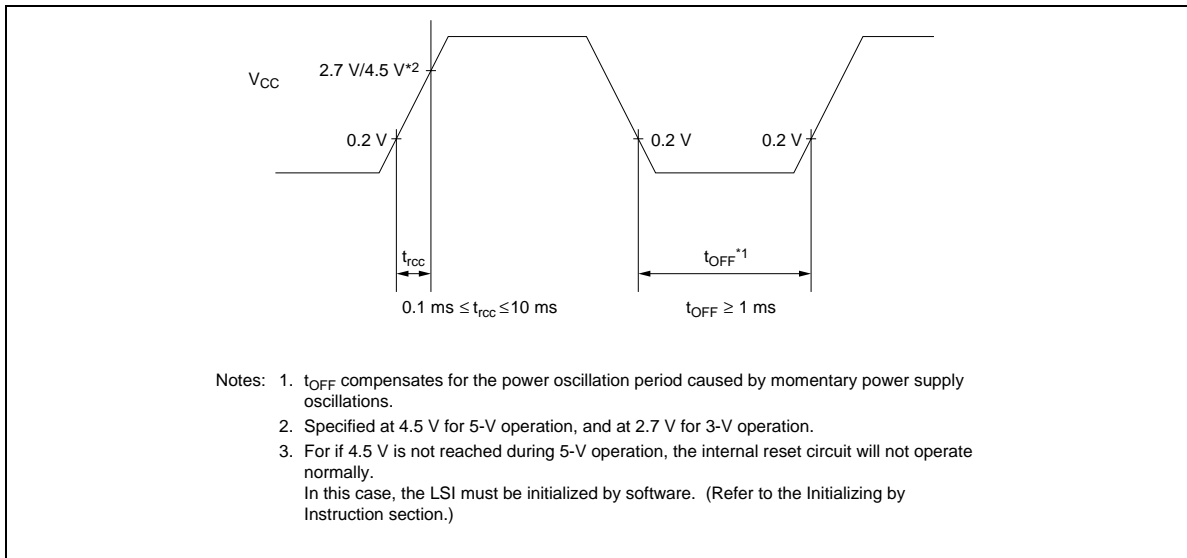 2.7 V/4.5 V*2
VCC
0.2 V
0.2 V
0.2 V
trcc
tOFF*1
0.1 ms ≤ trcc ≤10 ms
tOFF ≥ 1 ms
Notes: 1. tOFF compensates for the power oscillation period caused by momentary power supply
oscillations.
2. Specified at 4.5 V for 5-V operation, and at 2.7 V for 3-V operation.
3. For if 4.5 V is not reached during 5-V operation, the internal reset circuit will not operate
normally.
In this case, the LSI must be initialized by software. (Refer to the Initializing by
Instruction section.)